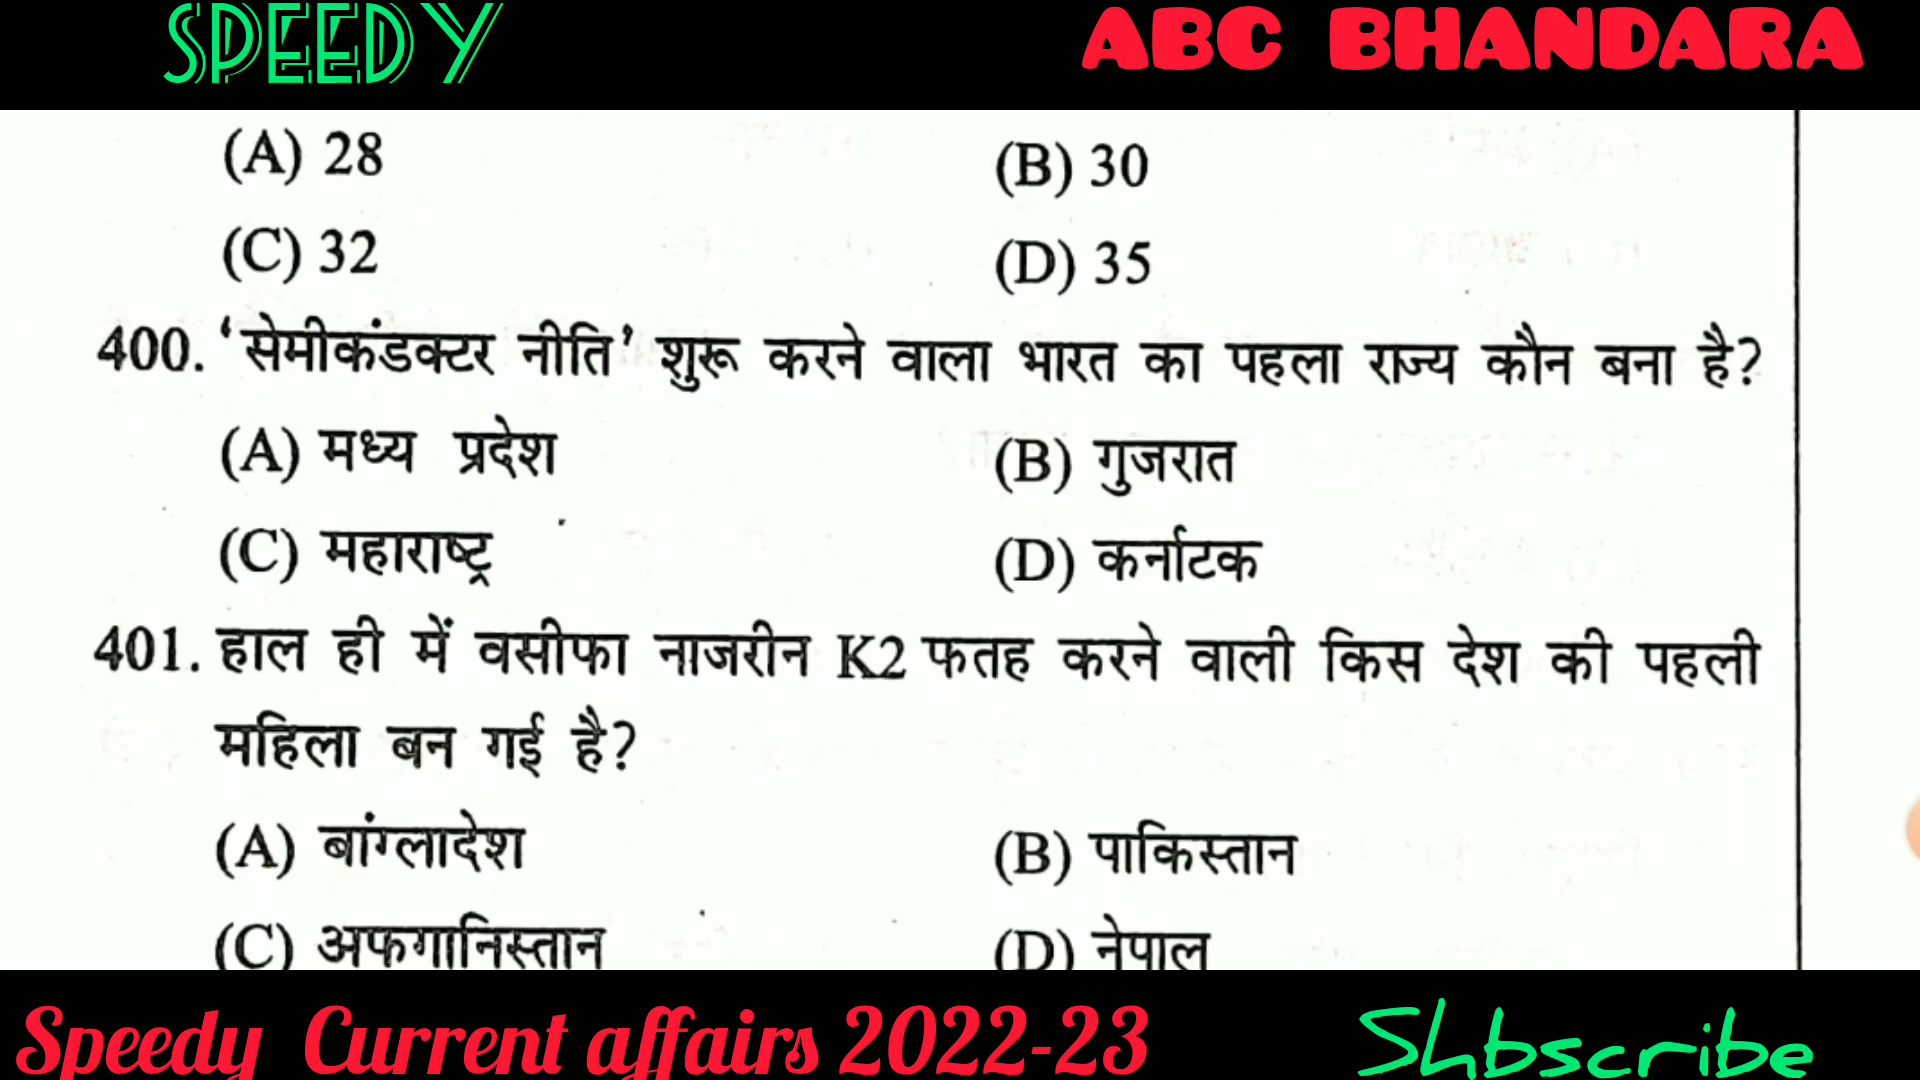 SPEEDY ABC BHANDARA
(A) 28 (B) 30
(C) 32 (D) 35
400. ‘सेमीकंडक्टर नीति’ शुरू करने वाला भारत का पहला राज्य कौन बना है?
(A) मध्य प्रदेश (B) गुजरात
(C) महाराष्ट्र (D) कर्नाटक
401. हाल ही में वसीफा नाजरीन K2 फतह करने वाली किस देश की पहली
महिला बन गई है?
(A) बांग्लादेश (B) पाकिस्तान
(C) अफगानिस्तान (D) नेपाल
Speedy Current affairs 2022-23 Shbscribe